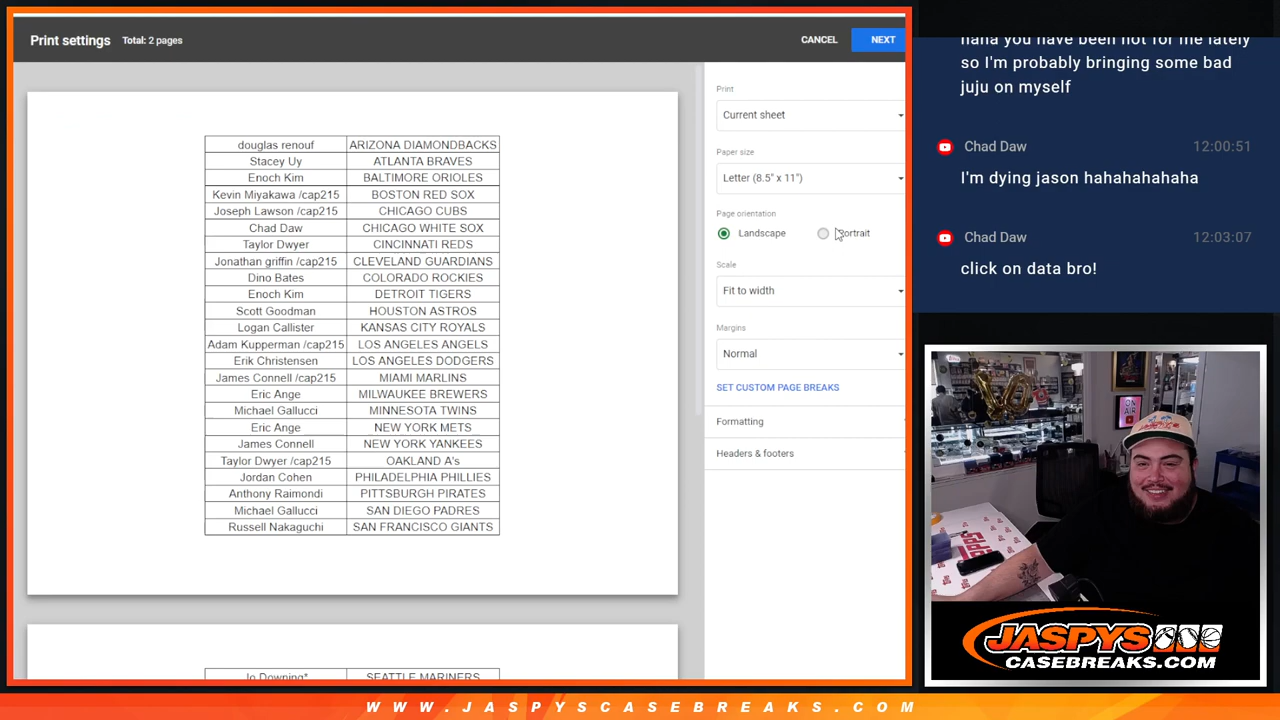 Print settings Total: 2 pages CANCEL NEXT
douglas renouf ARIZONA DIAMONDBACKS
Stacey Uy ATLANTA BRAVES
Enoch Kim BALTIMORE ORIOLES
Kevin Miyakawa /cap215 BOSTON RED SOX
Joseph Lawson /cap215 CHICAGO CUBS
Chad Daw CHICAGO WHITE SOX
Taylor Dwyer CINCINNATI REDS
Jonathan griffin /cap215 CLEVELAND GUARDIANS
Dino Bates COLORADO ROCKIES
Enoch Kim DETROIT TIGERS
Scott Goodman HOUSTON ASTROS
Logan Callister KANSAS CITY ROYALS
Adam Kupperman /cap215 LOS ANGELES ANGELS
Erik Christensen LOS ANGELES DODGERS
James Connell /cap215 MIAMI MARLINS
Eric Ange MILWAUKEE BREWERS
Michael Gallucci MINNESOTA TWINS
Eric Ange NEW YORK METS
James Connell NEW YORK YANKEES
Taylor Dwyer /cap215 OAKLAND A's
Jordan Cohen PHILADELPHIA PHILLIES
Anthony Raimondi PITTSBURGH PIRATES
Michael Gallucci SAN DIEGO PADRES
Russell Nakaguchi SAN FRANCISCO GIANTS
Jo Downing* SEATTLE MARINERS
Print
Current sheet
Paper size
Letter (8.5" x 11")
Page orientation
Landscape Portrait
Scale
Fit to width
Margins
Normal
SET CUSTOM PAGE BREAKS
Formatting
Headers & footers
haha you have been hot for me lately
so I'm probably bringing some bad
juju on myself
Chad Daw 12:00:51
I'm dying jason hahahahahaha
Chad Daw 12:03:07
click on data bro!
ON
AIR
TOPPS
JASPYS
CASEBREAKS.COM
WWW.JASPYSCASEBREAKS.COM